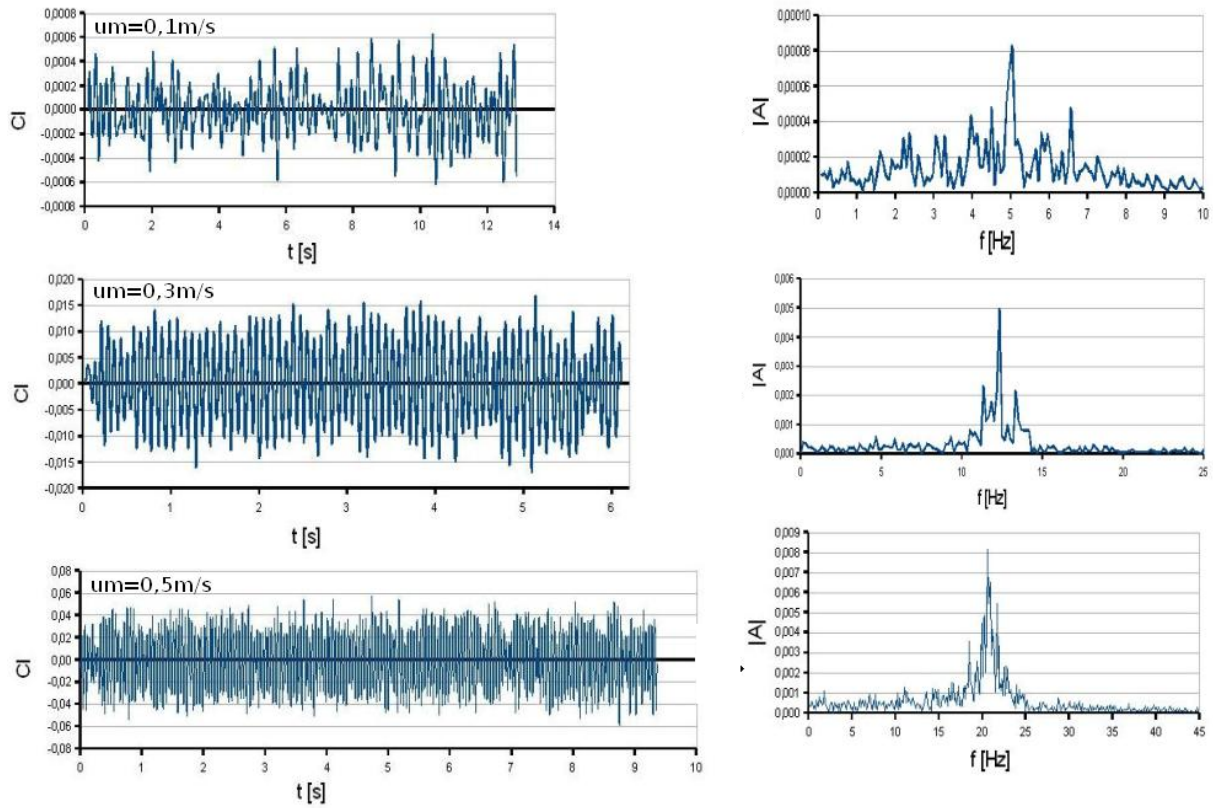 um=0,1m/s
0,0008
0,0006
0,0004
0,0002
0,0000
-0,0002
-0,0004
-0,0006
-0,0008
Cl
0 2 4 6 8 10 12 14
t [s]
0,00010
0,00008
0,00006
0,00004
0,00002
0,00000
|A|
0 1 2 3 4 5 6 7 8 9 10
f [Hz]
um=0,3m/s
0,020
0,015
0,010
0,005
0,000
-0,005
-0,010
-0,015
-0,020
Cl
0 1 2 3 4 5 6
t [s]
0,006
0,005
0,004
0,003
0,002
0,001
0,000
|A|
0 5 10 15 20 25
f [Hz]
um=0,5m/s
0,08
0,06
0,04
0,02
0,00
-0,02
-0,04
-0,06
-0,08
Cl
0 1 2 3 4 5 6 7 8 9 10
t [s]
0,009
0,008
0,007
0,006
0,005
0,004
0,003
0,002
0,001
0,000
|A|
0 5 10 15 20 25 30 35 40 45
f [Hz]